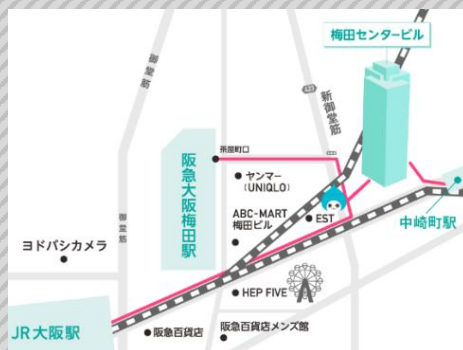 梅田センタービル
御堂筋
423
新御堂筋
茶屋町口
阪急大阪梅田駅
ヤンマー
(UNIQLO)
ABC-MART
梅田ビル
EST
中崎町駅
御堂筋
ヨドバシカメラ
HEP FIVE
JR大阪駅
阪急百貨店
阪急百貨店メンズ館